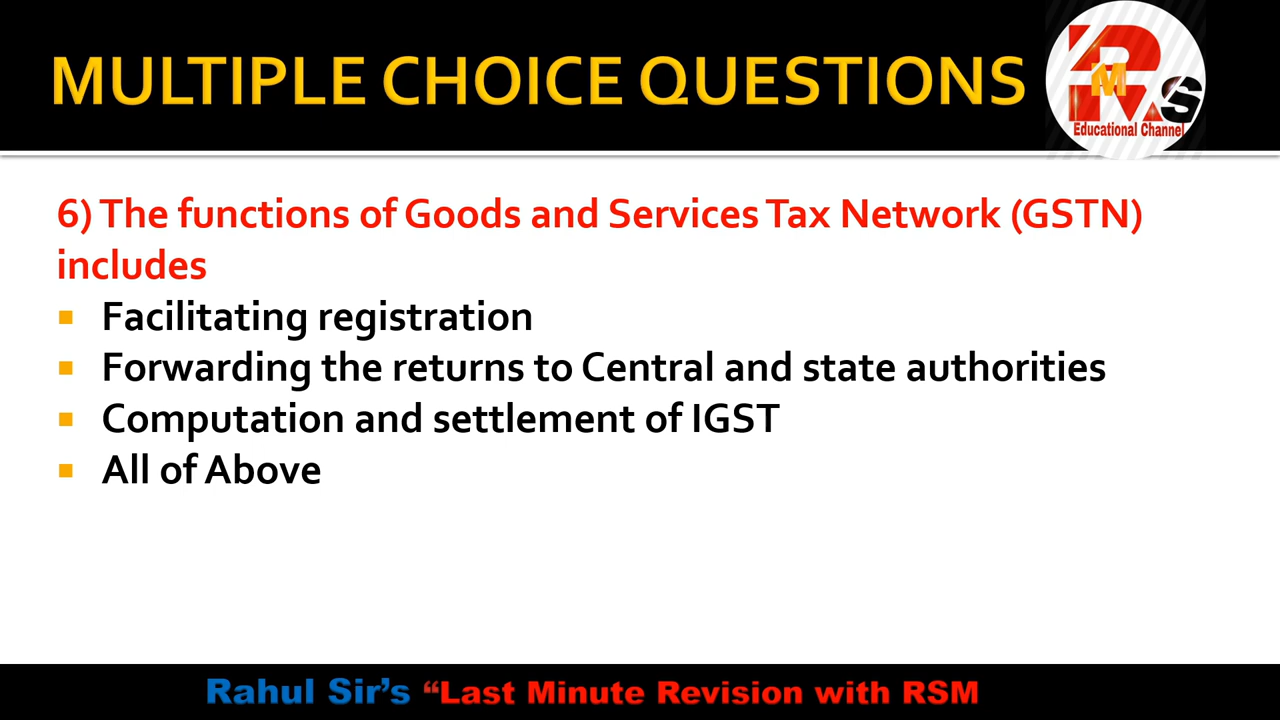 MULTIPLE CHOICE QUESTIONS
RMS
Educational Channel
6) The functions of Goods and Services Tax Network (GSTN)
includes
Facilitating registration
Forwarding the returns to Central and state authorities
Computation and settlement of IGST
All of Above
Rahul Sir's “Last Minute Revision with RSM